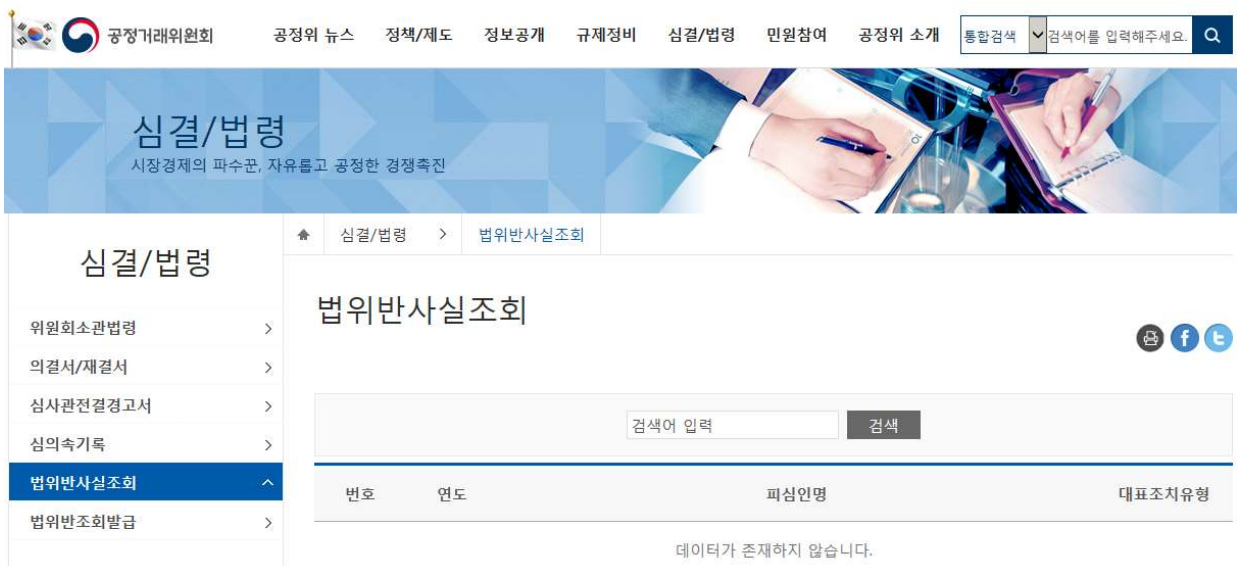 공정거래위원회
공정위 뉴스 정책/제도 정보공개 규제정비 심결/법령 민원참여 공정위 소개 통합검색 검색어를 입력해주세요.
심결/법령
시장경제의 파수꾼, 자유롭고 공정한 경쟁촉진
심결/법령 > 법위반사실조회
심결/법령
법위반사실조회
위원회소관법령
의결서/재결서
심사관전결경고서
심의속기록
법위반사실조회
법위반조회발급
검색어 입력 검색
번호 연도 피심인명 대표조치유형
데이터가 존재하지 않습니다.